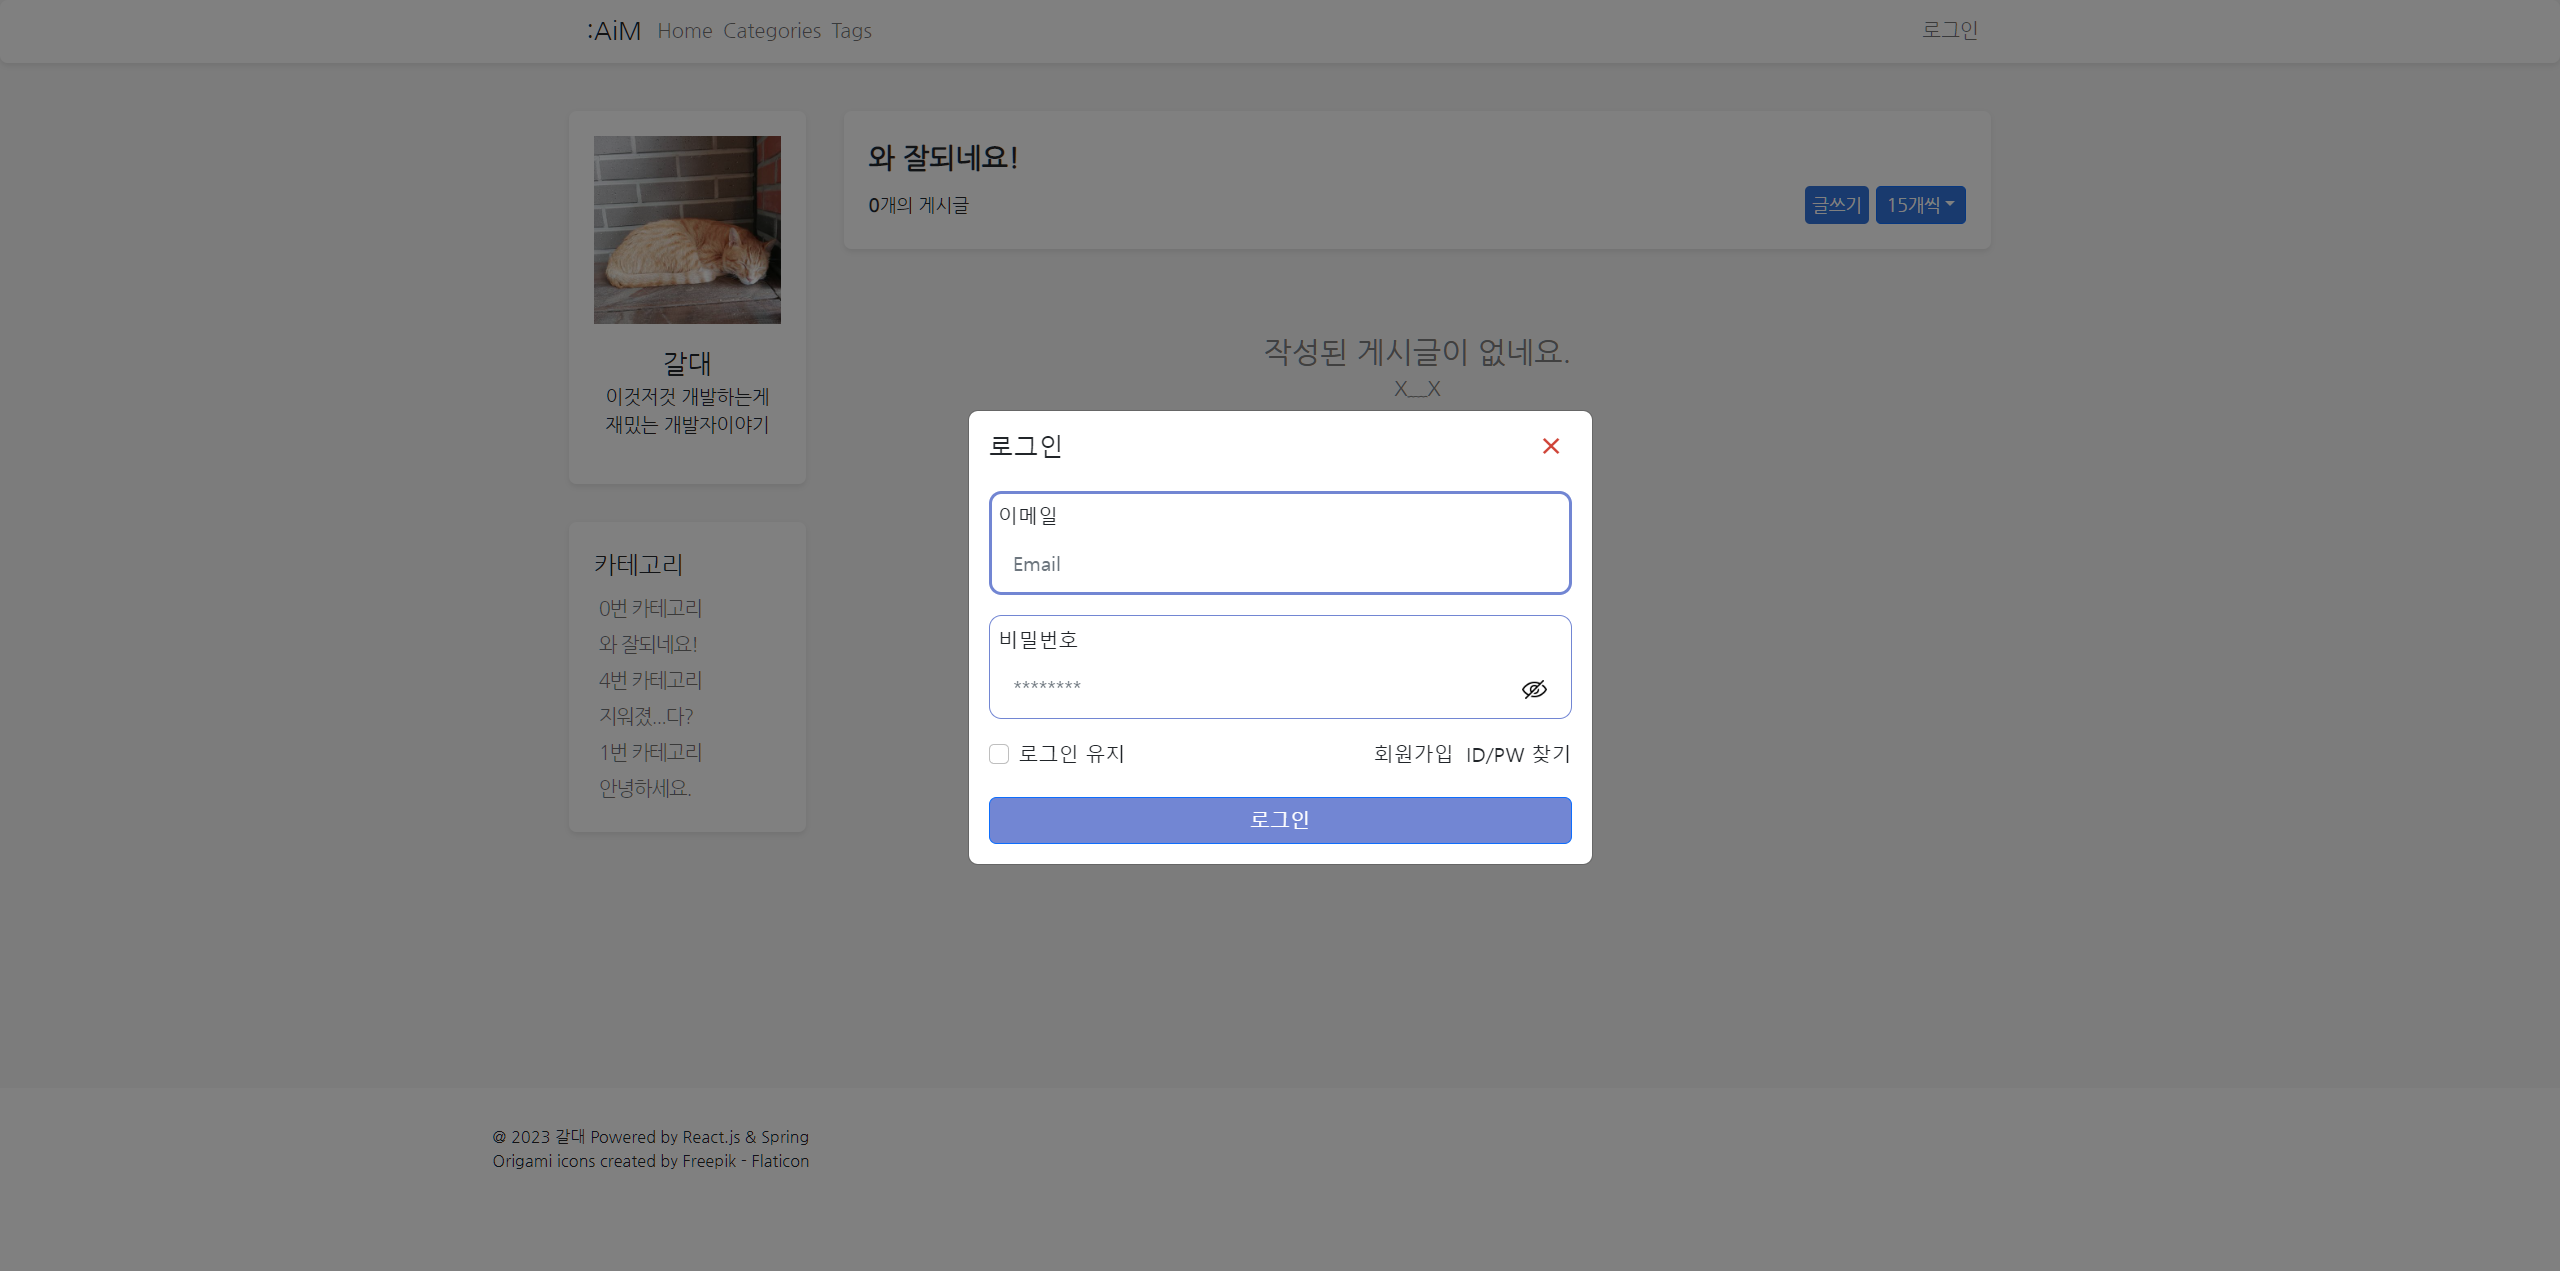 :AiM Home Categories Tags 로그인
와 잘되네요!
0개의 게시글 글쓰기 15개씩
갈대
이것저것 개발하는게
재밌는 개발자이야기
카테고리
0번 카테고리
와 잘되네요!
4번 카테고리
지워졌...다?
1번 카테고리
안녕하세요.
작성된 게시글이 없네요.
X__X
로그인
이메일
Email
비밀번호
********
로그인 유지 회원가입 ID/PW 찾기
로그인
@ 2023 갈대 Powered by React.js & Spring
Origami icons created by Freepik - Flaticon